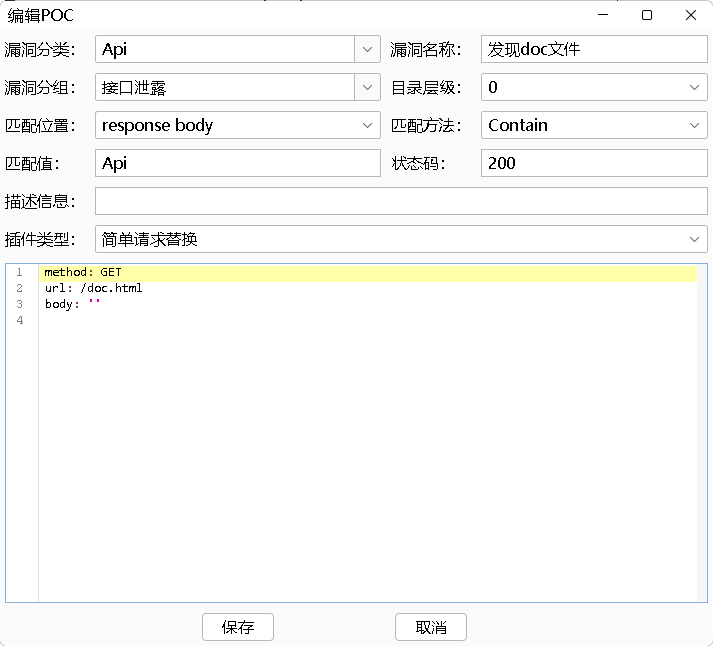 编辑POC
漏洞分类： Api 漏洞名称： 发现doc文件
漏洞分组： 接口泄露 目录层级： 0
匹配位置： response body 匹配方法： Contain
匹配值： Api 状态码： 200
描述信息：
插件类型： 简单请求替换
1 method: GET
2 url: /doc.html
3 body: ''
4
保存 取消